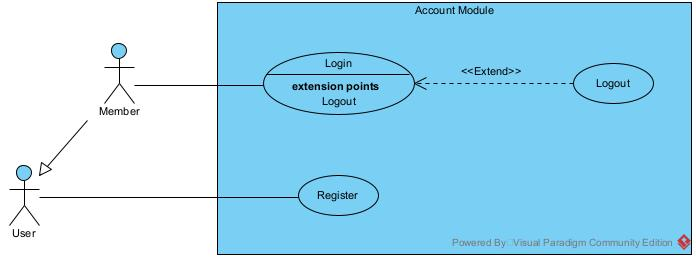 Account Module
Login
extension points
Logout
<<Extend>>
Logout
Member
Register
User
Powered By Visual Paradigm Community Edition